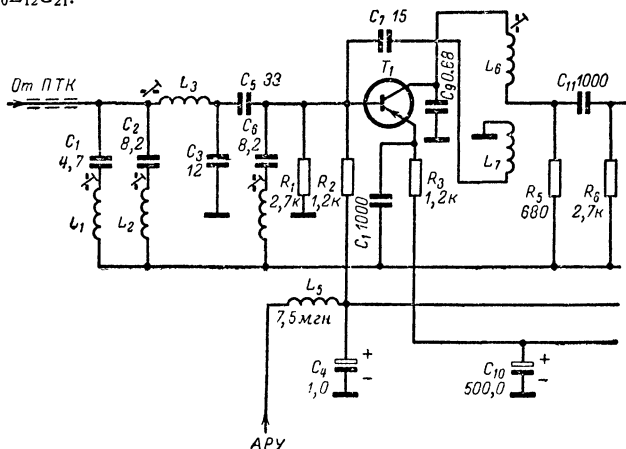 C7 15
От ПТК
L3
C5 33
T1
C9 0.68
L6
C11 1000
C1
4,7
C2
8,2
C3
12
C6
8,2
R1
2,7к
R2
1,2к
C1 1000
R3
1,2к
L7
R5
680
R6
2,7к
L1
L2
L5
7,5 мгн
C4
1,0
+
-
C10
500,0
+
-
АРУ